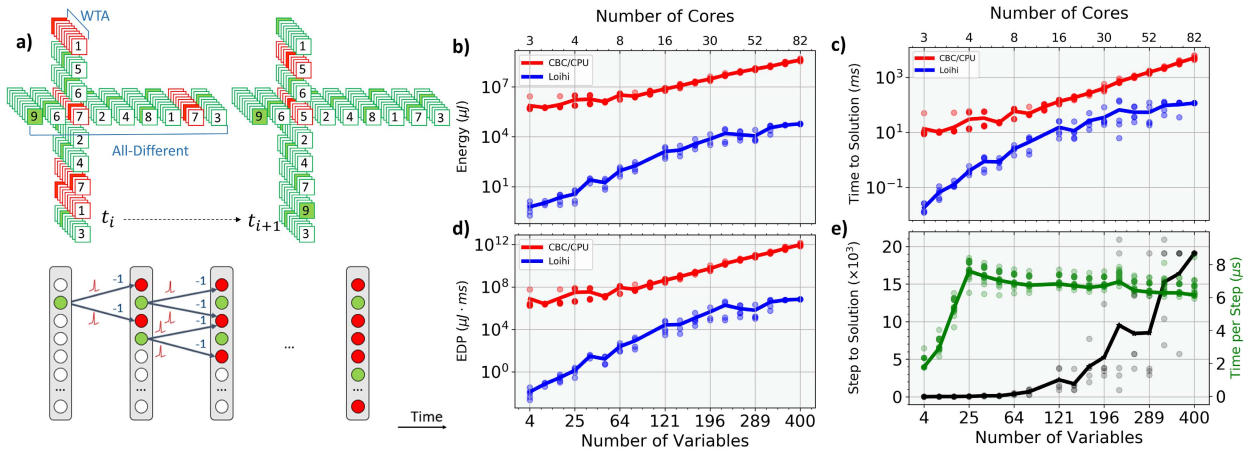 a)
WTA
1
5
6
9 6 7 2 4 8 1 7 3
2
All-Different
4
7
1
3
t_i
1
5
6
9 6 5 2 4 8 1 7 3
2
4
7
9
3
t_{i+1}
-1 -1
-1
-1 -1
...
... ... ... ...
Time
b)
Number of Cores
3 4 8 16 30 52 82
CBC/CPU
Loihi
Energy (μJ)
10^7
10^4
10^1
c)
Number of Cores
3 4 8 16 30 52 82
CBC/CPU
Loihi
Time to Solution (ms)
10^3
10^1
10^-1
d)
CBC/CPU
Loihi
EDP (μJ · ms)
10^12
10^8
10^4
10^0
4 25 64 121 196 289 400
Number of Variables
e)
Step to Solution (×10^3)
20
15
10
5
0
Time per Step (μs)
8
6
4
2
0
4 25 64 121 196 289 400
Number of Variables